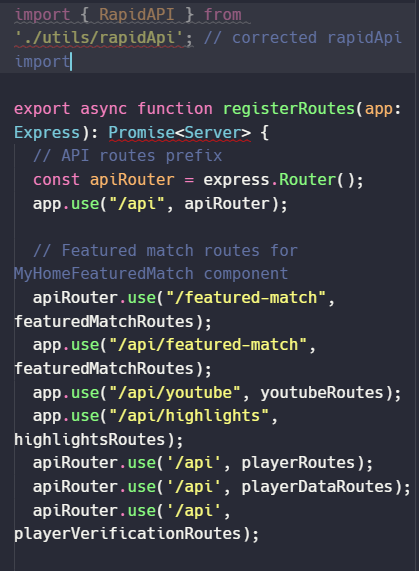 import { RapidAPI } from
'./utils/rapidApi'; // corrected rapidApi
import
export async function registerRoutes(app:
Express): Promise<Server> {
// API routes prefix
const apiRouter = express.Router();
app.use("/api", apiRouter);
// Featured match routes for
MyHomeFeaturedMatch component
apiRouter.use("/featured-match",
featuredMatchRoutes);
app.use("/api/featured-match",
featuredMatchRoutes);
app.use("/api/youtube", youtubeRoutes);
app.use("/api/highlights",
highlightsRoutes);
apiRouter.use('/api', playerRoutes);
apiRouter.use('/api', playerDataRoutes);
apiRouter.use('/api',
playerVerificationRoutes);